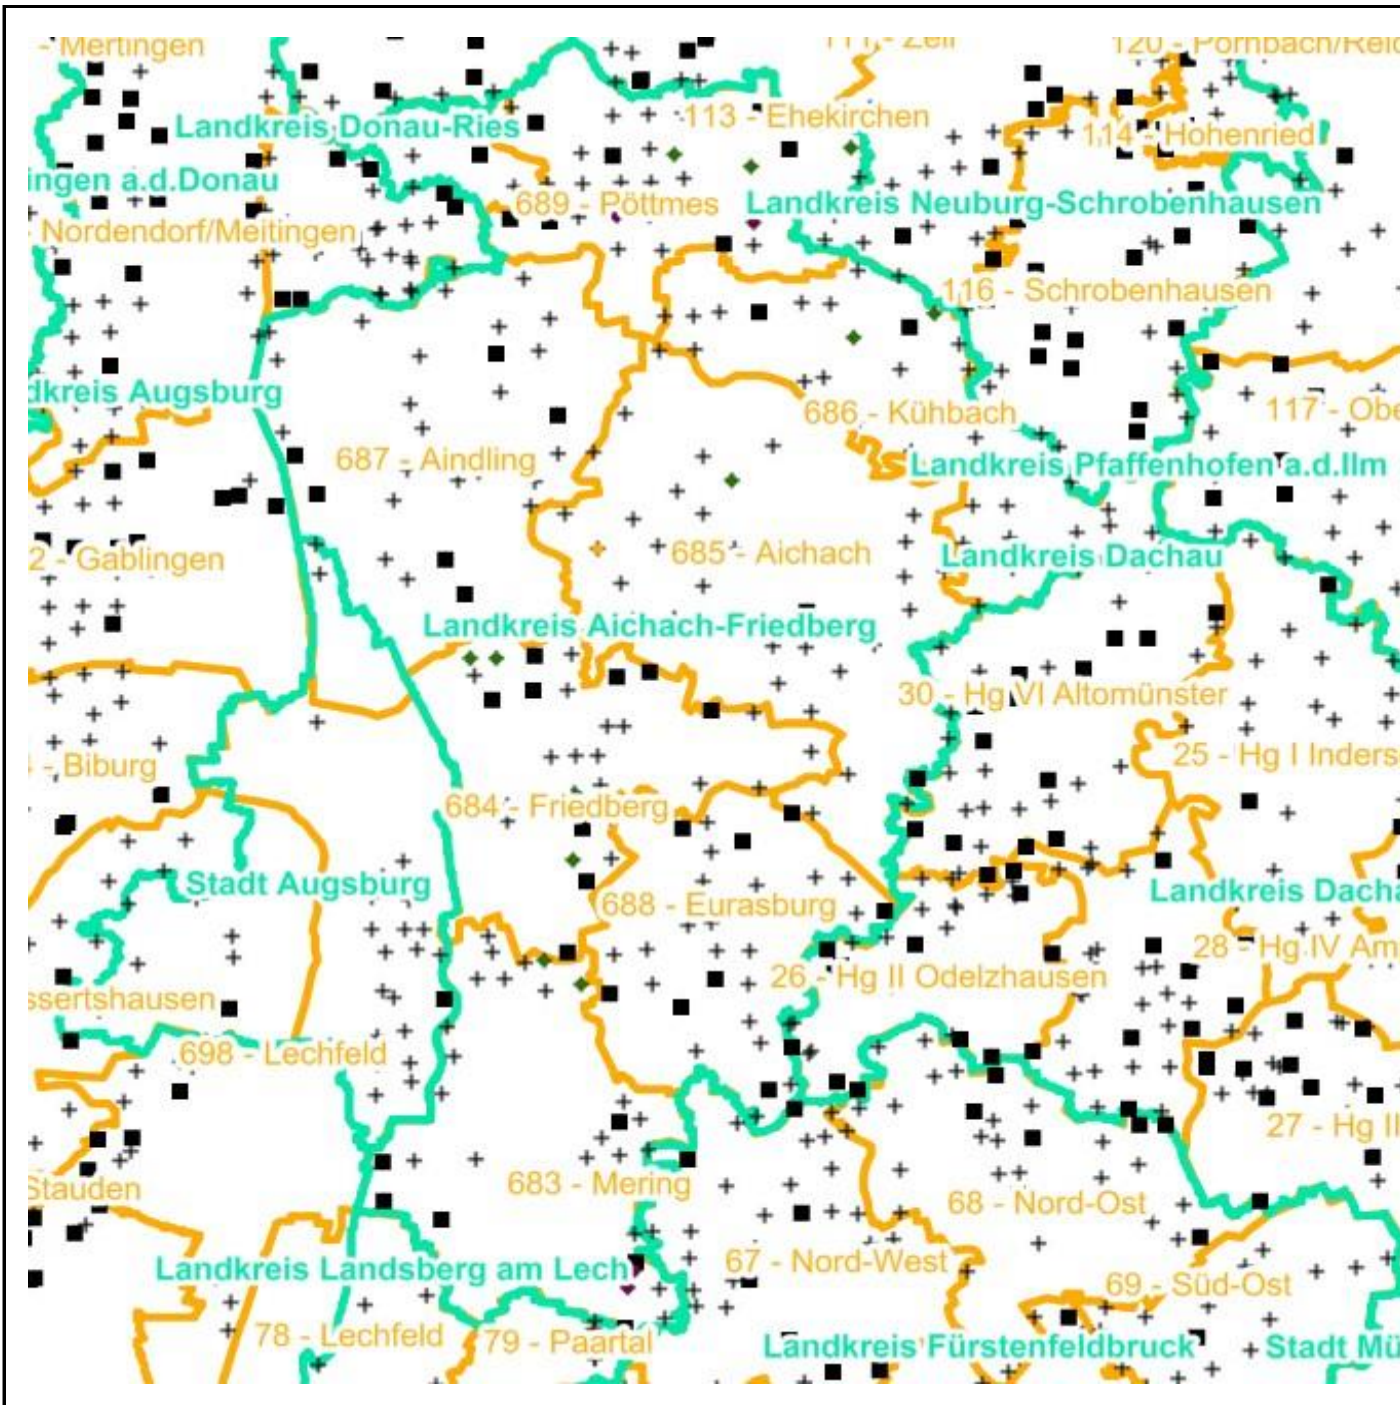 - Mertingen
111 - Zell
120 - Pörnbach/Reic
113 - Ehekirchen
Landkreis Donau-Ries
114 - Hohenried
ingen a.d.Donau
689 - Pöttmes
Landkreis Neuburg-Schrobenhausen
- Nordendorf/Meitingen
116 - Schrobenhausen
dkreis Augsburg
686 - Kühbach
117 - Obe
687 - Aindling
Landkreis Pfaffenhofen a.d.Ilm
2 - Gablingen
685 - Aichach
Landkreis Dachau
Landkreis Aichach-Friedberg
30 - Hg VI Altomünster
25 - Hg I Inders
- Biburg
684 - Friedberg
Stadt Augsburg
Landkreis Dacha
688 - Eurasburg
28 - Hg IV Am
26 - Hg II Odelzhausen
ssertshausen
698 - Lechfeld
27 - Hg II
Stauden
683 - Mering
68 - Nord-Ost
67 - Nord-West
Landkreis Landsberg am Lech
69 - Süd-Ost
78 - Lechfeld
79 - Paartal
Landkreis Fürstenfeldbruck
Stadt Mü